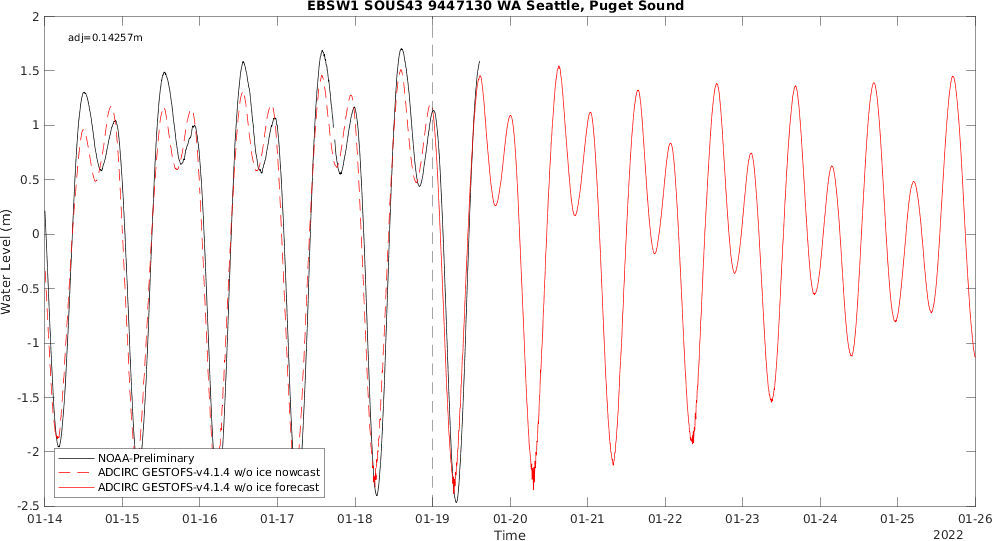 EBSW1 SOUS43 9447130 WA Seattle, Puget Sound
adj=0.14257m
Water Level (m)
2
1.5
1
0.5
0
-0.5
-1
-1.5
-2
-2.5
NOAA-Preliminary
ADCIRC GESTOFS-v4.1.4 w/o ice nowcast
ADCIRC GESTOFS-v4.1.4 w/o ice forecast
01-14 01-15 01-16 01-17 01-18 01-19 01-20 01-21 01-22 01-23 01-24 01-25 01-26
Time
2022